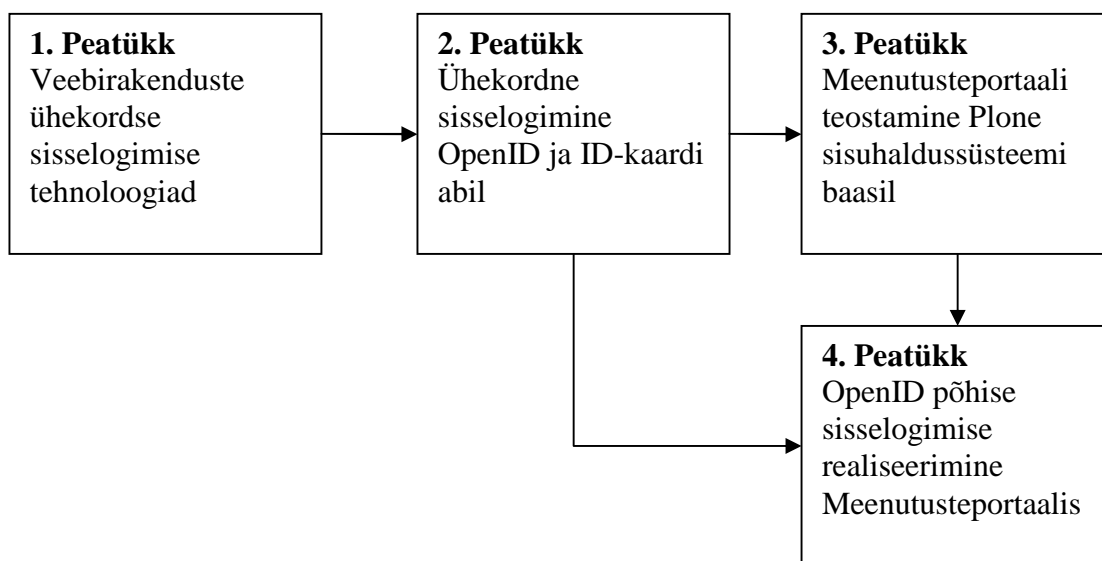 1. Peatükk
Veebirakenduste
ühekordse
sisselogimise
tehnoloogiad
2. Peatükk
Ühekordne
sisselogimine
OpenID ja ID-kaardi
abil
3. Peatükk
Meenutusteportaali
teostamine Plone
sisuhaldussüsteemi
baasil
4. Peatükk
OpenID põhise
sisselogimise
realiseerimine
Meenutusteportaalis